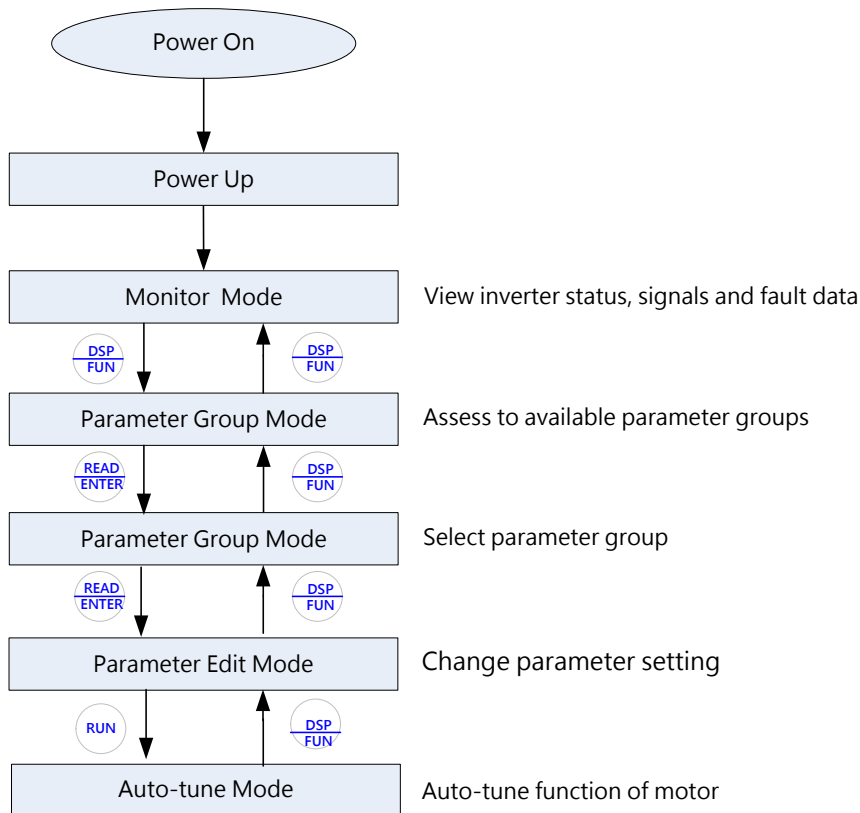 Power On
Power Up
Monitor Mode
View inverter status, signals and fault data
DSP
FUN
DSP
FUN
Parameter Group Mode
Assess to available parameter groups
READ
ENTER
DSP
FUN
Parameter Group Mode
Select parameter group
READ
ENTER
DSP
FUN
Parameter Edit Mode
Change parameter setting
RUN
DSP
FUN
Auto-tune Mode
Auto-tune function of motor